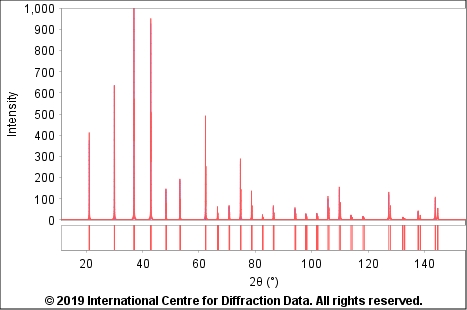 1,000
900
800
700
600
500
400
300
200
100
0
Intensity
20 40 60 80 100 120 140
2θ (°)
© 2019 International Centre for Diffraction Data. All rights reserved.